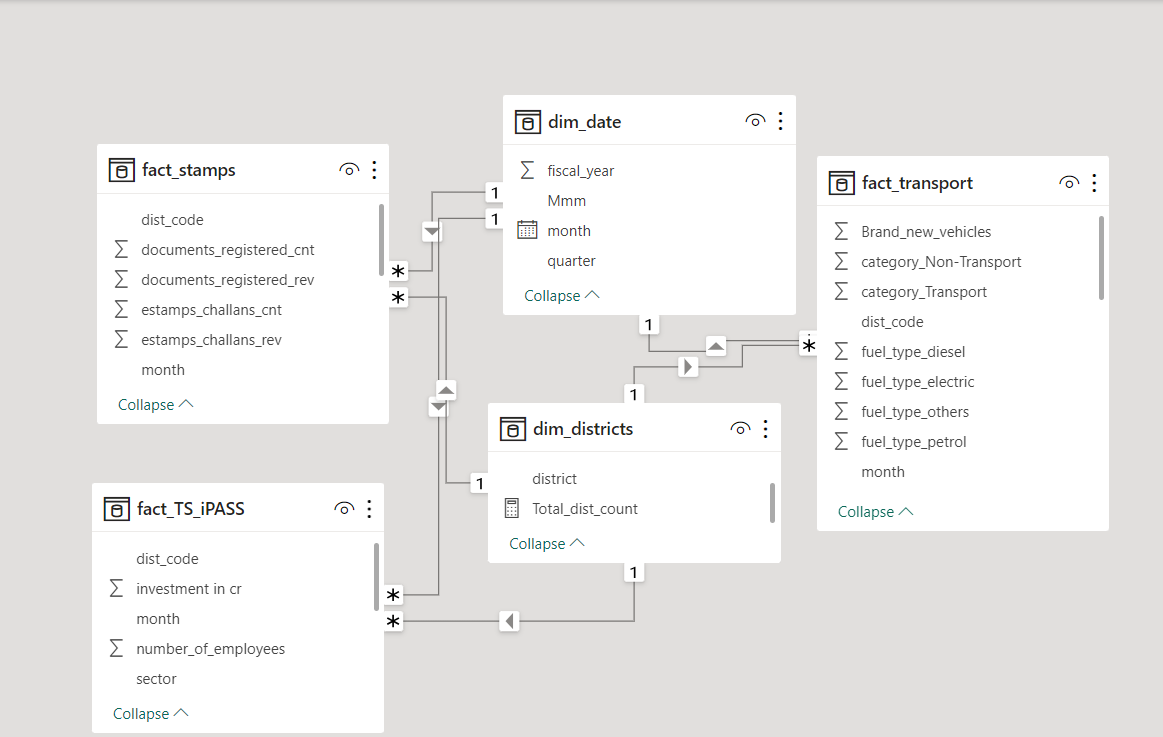 fact_stamps
dist_code
documents_registered_cnt
documents_registered_rev
estamps_challans_cnt
estamps_challans_rev
month
Collapse
dim_date
fiscal_year
Mmm
month
quarter
Collapse
fact_transport
Brand_new_vehicles
category_Non-Transport
category_Transport
dist_code
fuel_type_diesel
fuel_type_electric
fuel_type_others
fuel_type_petrol
month
Collapse
dim_districts
district
Total_dist_count
Collapse
fact_TS_iPASS
dist_code
investment in cr
month
number_of_employees
sector
Collapse
1
1
*
*
1
*
1
1
1
*
*